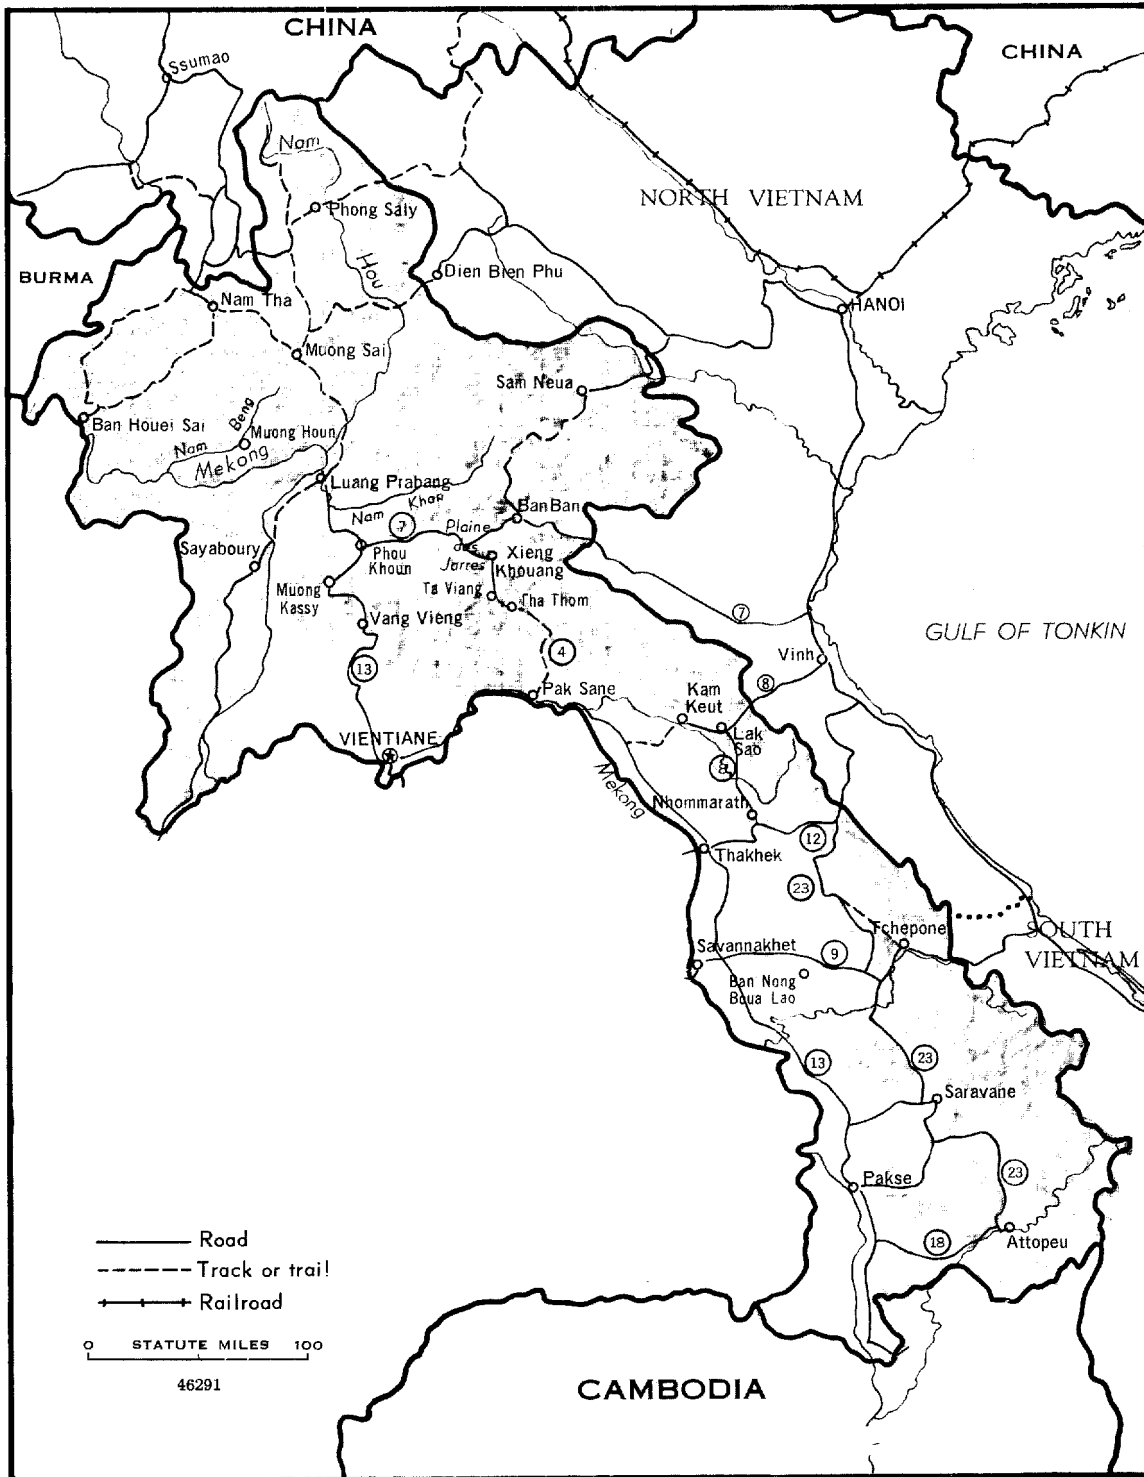 CHINA
CHINA
Ssumao
Nam
NORTH VIETNAM
Phong Saly
Hou
BURMA
Dien Bien Phu
Nam Tha
HANOI
Muong Sai
Sam Neua
Ban Houei Sai
Beng
Nam
Muong Houn
Mekong
Luang Prabang
Nam Khan
BanBan
7
Plaine
des
Jarres
Sayaboury
Phou
Khoun
Xieng
Khouang
Muong
Kassy
Ta Viang
Tha Thom
7
Vang Vieng
GULF OF TONKIN
4
Vinh
13
8
Pak Sane
Kam
Keut
VIENTIANE
Lak
Sao
8
Mekong
Nhommarath
12
Thakhek
23
Tchepone
SOUTH
VIETNAM
Savannakhet
9
Ban Nong
Boua Lao
13
23
Saravane
Pakse
23
Attopeu
18
Road
Track or trail
Railroad
0 STATUTE MILES 100
46291
CAMBODIA